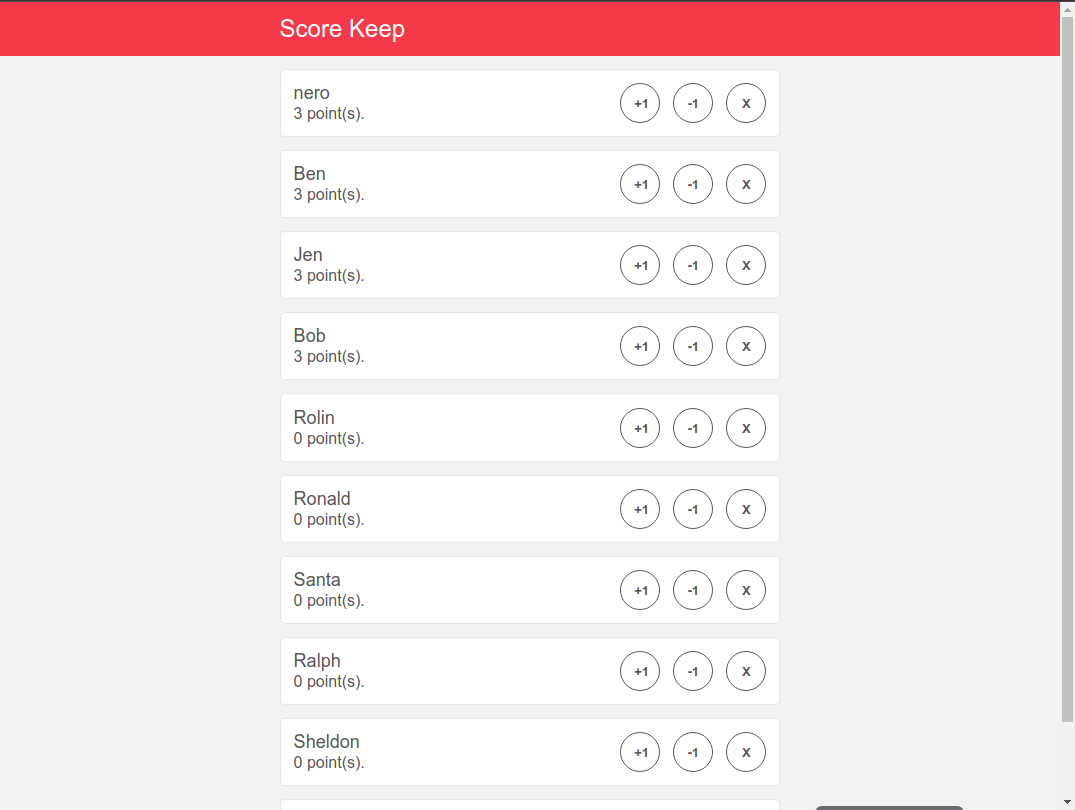 Score Keep
nero
3 point(s).
+1 -1 X
Ben
3 point(s).
+1 -1 X
Jen
3 point(s).
+1 -1 X
Bob
3 point(s).
+1 -1 X
Rolin
0 point(s).
+1 -1 X
Ronald
0 point(s).
+1 -1 X
Santa
0 point(s).
+1 -1 X
Ralph
0 point(s).
+1 -1 X
Sheldon
0 point(s).
+1 -1 X